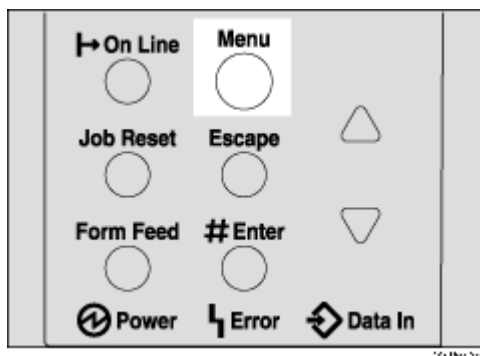 On Line Menu
Job Reset Escape
Form Feed # Enter
Power Error Data In